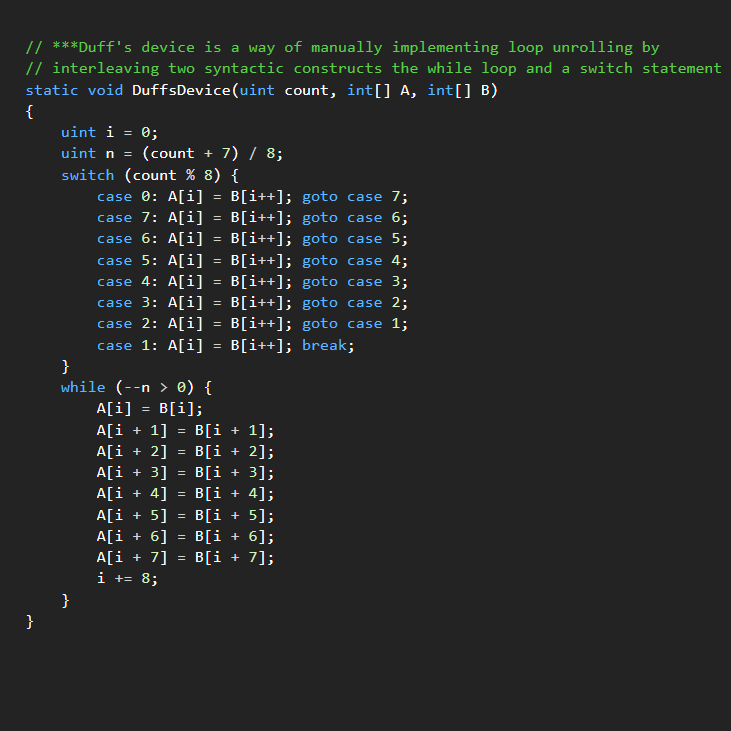 // ***Duff's device is a way of manually implementing loop unrolling by
// interleaving two syntactic constructs the while loop and a switch statement
static void DuffsDevice(uint count, int[] A, int[] B)
{
    uint i = 0;
    uint n = (count + 7) / 8;
    switch (count % 8) {
        case 0: A[i] = B[i++]; goto case 7;
        case 7: A[i] = B[i++]; goto case 6;
        case 6: A[i] = B[i++]; goto case 5;
        case 5: A[i] = B[i++]; goto case 4;
        case 4: A[i] = B[i++]; goto case 3;
        case 3: A[i] = B[i++]; goto case 2;
        case 2: A[i] = B[i++]; goto case 1;
        case 1: A[i] = B[i++]; break;
    }
    while (--n > 0) {
        A[i] = B[i];
        A[i + 1] = B[i + 1];
        A[i + 2] = B[i + 2];
        A[i + 3] = B[i + 3];
        A[i + 4] = B[i + 4];
        A[i + 5] = B[i + 5];
        A[i + 6] = B[i + 6];
        A[i + 7] = B[i + 7];
        i += 8;
    }
}